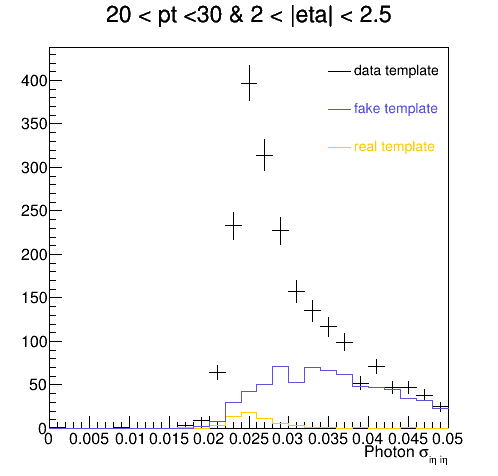 20 < pt <30 & 2 < |eta| < 2.5
data template
fake template
real template
400
350
300
250
200
150
100
50
0
0 0.005 0.01 0.015 0.02 0.025 0.03 0.035 0.04 0.045 0.05
Photon σiη iη